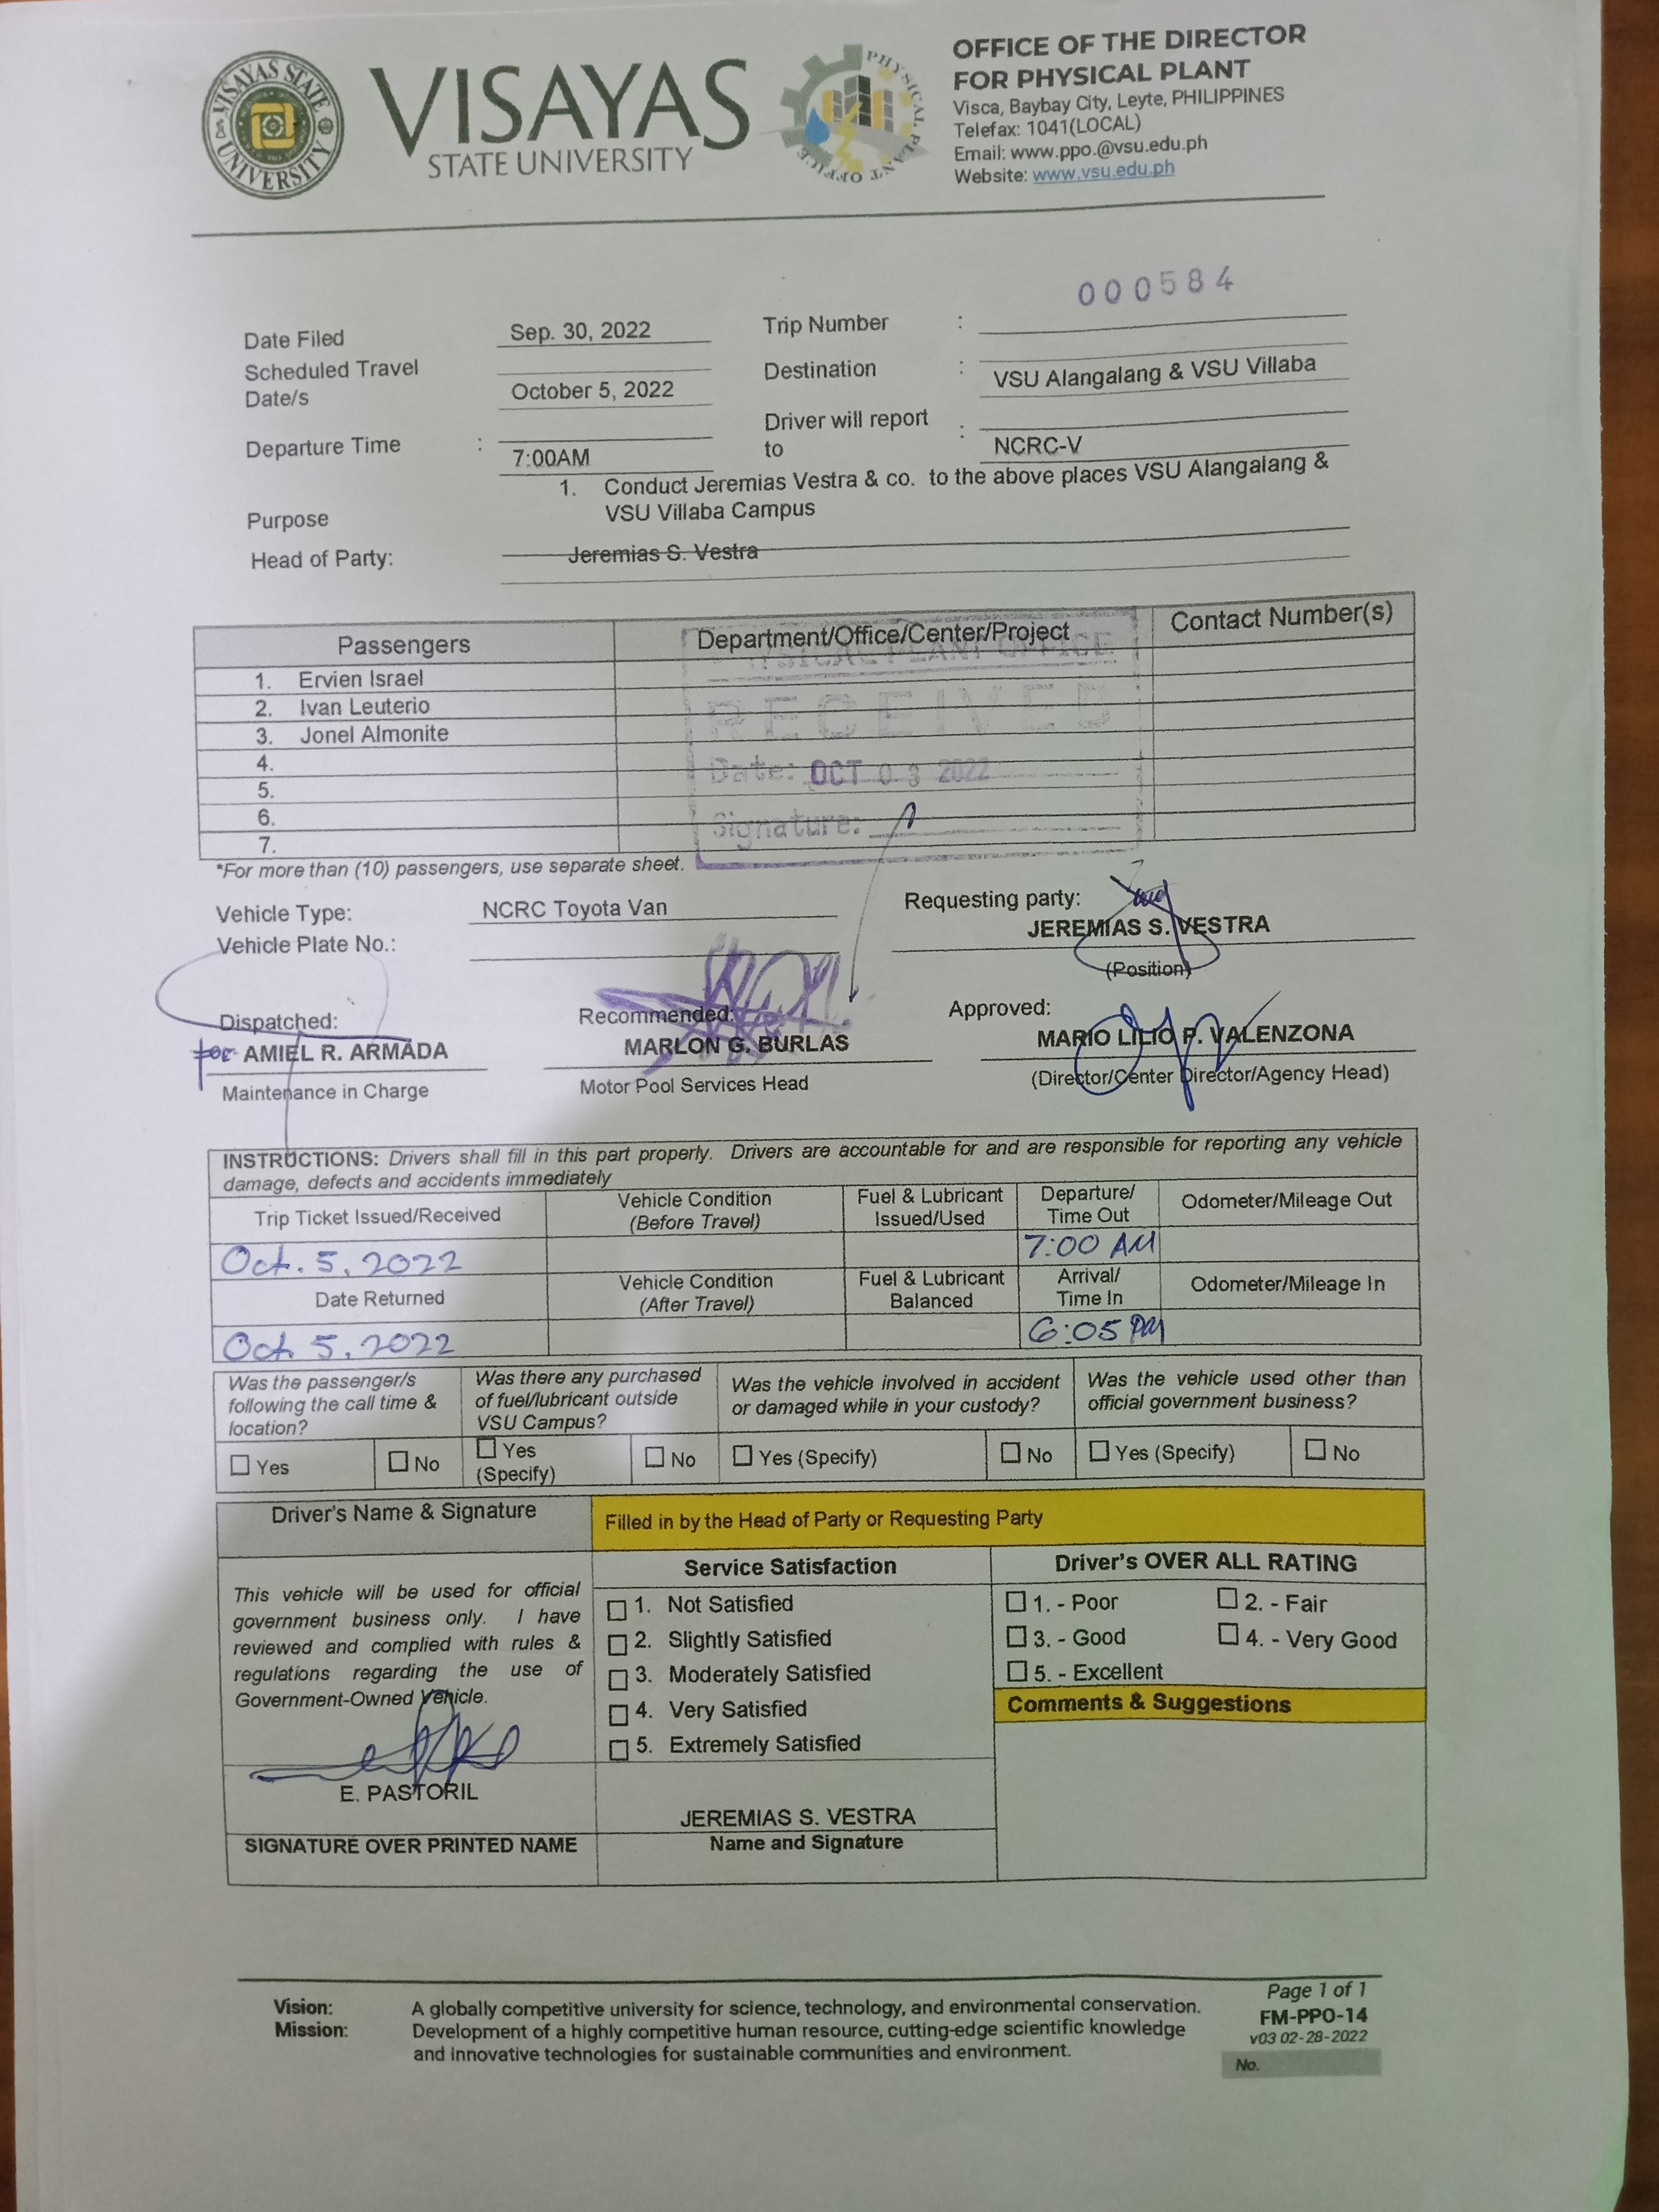 VISAYAS STATE UNIVERSITY
VISAYAS
STATE UNIVERSITY
PHYSICAL PLANT OFFICE
OFFICE OF THE DIRECTOR
FOR PHYSICAL PLANT
Visca, Baybay City, Leyte, PHILIPPINES
Telefax: 1041(LOCAL)
Email: www.ppo.@vsu.edu.ph
Website: www.vsu.edu.ph
000584
Date Filed Sep. 30, 2022 Trip Number :
Scheduled Travel Date/s October 5, 2022 Destination : VSU Alangalang & VSU Villaba
Departure Time : 7:00AM Driver will report to : NCRC-V
Purpose 1. Conduct Jeremias Vestra & co. to the above places VSU Alangalang &
VSU Villaba Campus
Head of Party: Jeremias S. Vestra
Passengers Department/Office/Center/Project Contact Number(s)
1. Ervien Israel
2. Ivan Leuterio
3. Jonel Almonite
4.
5.
6.
7.
PHYSICAL PLANT OFFICE
RECEIVED
Date: OCT 03 2022
Signature:
*For more than (10) passengers, use separate sheet.
Vehicle Type: NCRC Toyota Van
Vehicle Plate No.:
Requesting party:
JEREMIAS S. VESTRA
(Position)
Dispatched: Recommended: Approved:
for AMIEL R. ARMADA MARLON G. BURLAS MARIO LILIO P. VALENZONA
Maintenance in Charge Motor Pool Services Head (Director/Center Director/Agency Head)
INSTRUCTIONS: Drivers shall fill in this part properly. Drivers are accountable for and are responsible for reporting any vehicle
damage, defects and accidents immediately
Trip Ticket Issued/Received Vehicle Condition (Before Travel) Fuel & Lubricant Issued/Used Departure/ Time Out Odometer/Mileage Out
Oct. 5, 2022 7:00 AM
Date Returned Vehicle Condition (After Travel) Fuel & Lubricant Balanced Arrival/ Time In Odometer/Mileage In
Oct. 5, 2022 6:05 PM
Was the passenger/s following the call time & location? Was there any purchased of fuel/lubricant outside VSU Campus? Was the vehicle involved in accident or damaged while in your custody? Was the vehicle used other than official government business?
Yes No Yes (Specify) No Yes (Specify) No Yes (Specify) No
Driver's Name & Signature Filled in by the Head of Party or Requesting Party
Service Satisfaction Driver's OVER ALL RATING
This vehicle will be used for official
government business only. I have
reviewed and complied with rules &
regulations regarding the use of
Government-Owned Vehicle.
1. Not Satisfied
2. Slightly Satisfied
3. Moderately Satisfied
4. Very Satisfied
5. Extremely Satisfied
1. - Poor 2. - Fair
3. - Good 4. - Very Good
5. - Excellent
Comments & Suggestions
E. PASTORIL
SIGNATURE OVER PRINTED NAME
JEREMIAS S. VESTRA
Name and Signature
Vision: A globally competitive university for science, technology, and environmental conservation.
Mission: Development of a highly competitive human resource, cutting-edge scientific knowledge
and innovative technologies for sustainable communities and environment.
Page 1 of 1
FM-PPO-14
v03 02-28-2022
No.